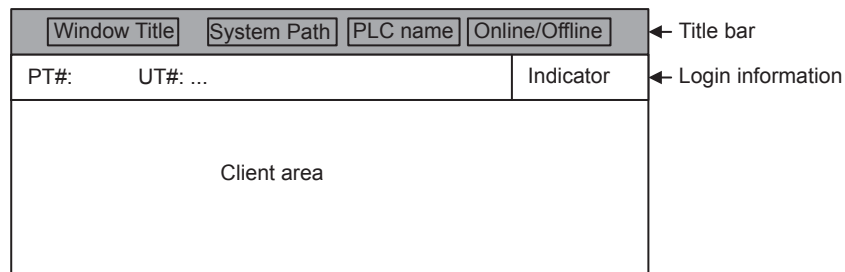 Window Title System Path PLC name Online/Offline Title bar
PT#: UT#: ... Indicator Login information
Client area